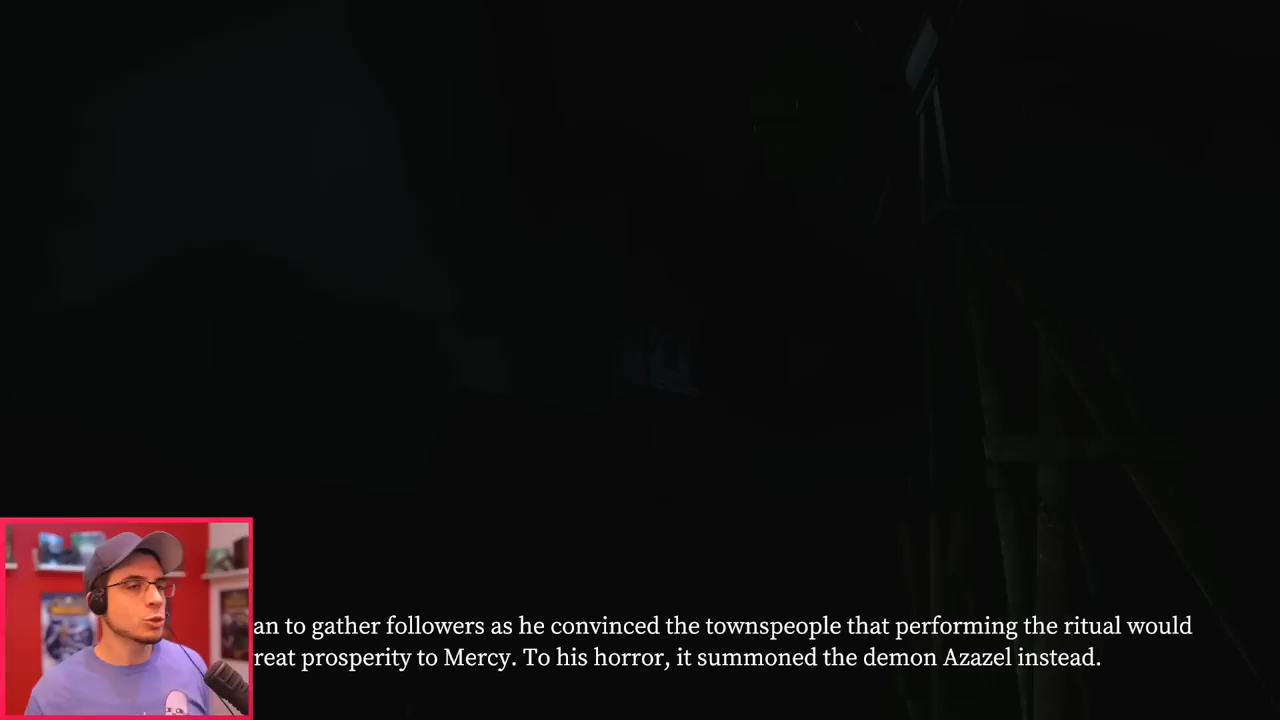 an to gather followers as he convinced the townspeople that performing the ritual would
reat prosperity to Mercy. To his horror, it summoned the demon Azazel instead.